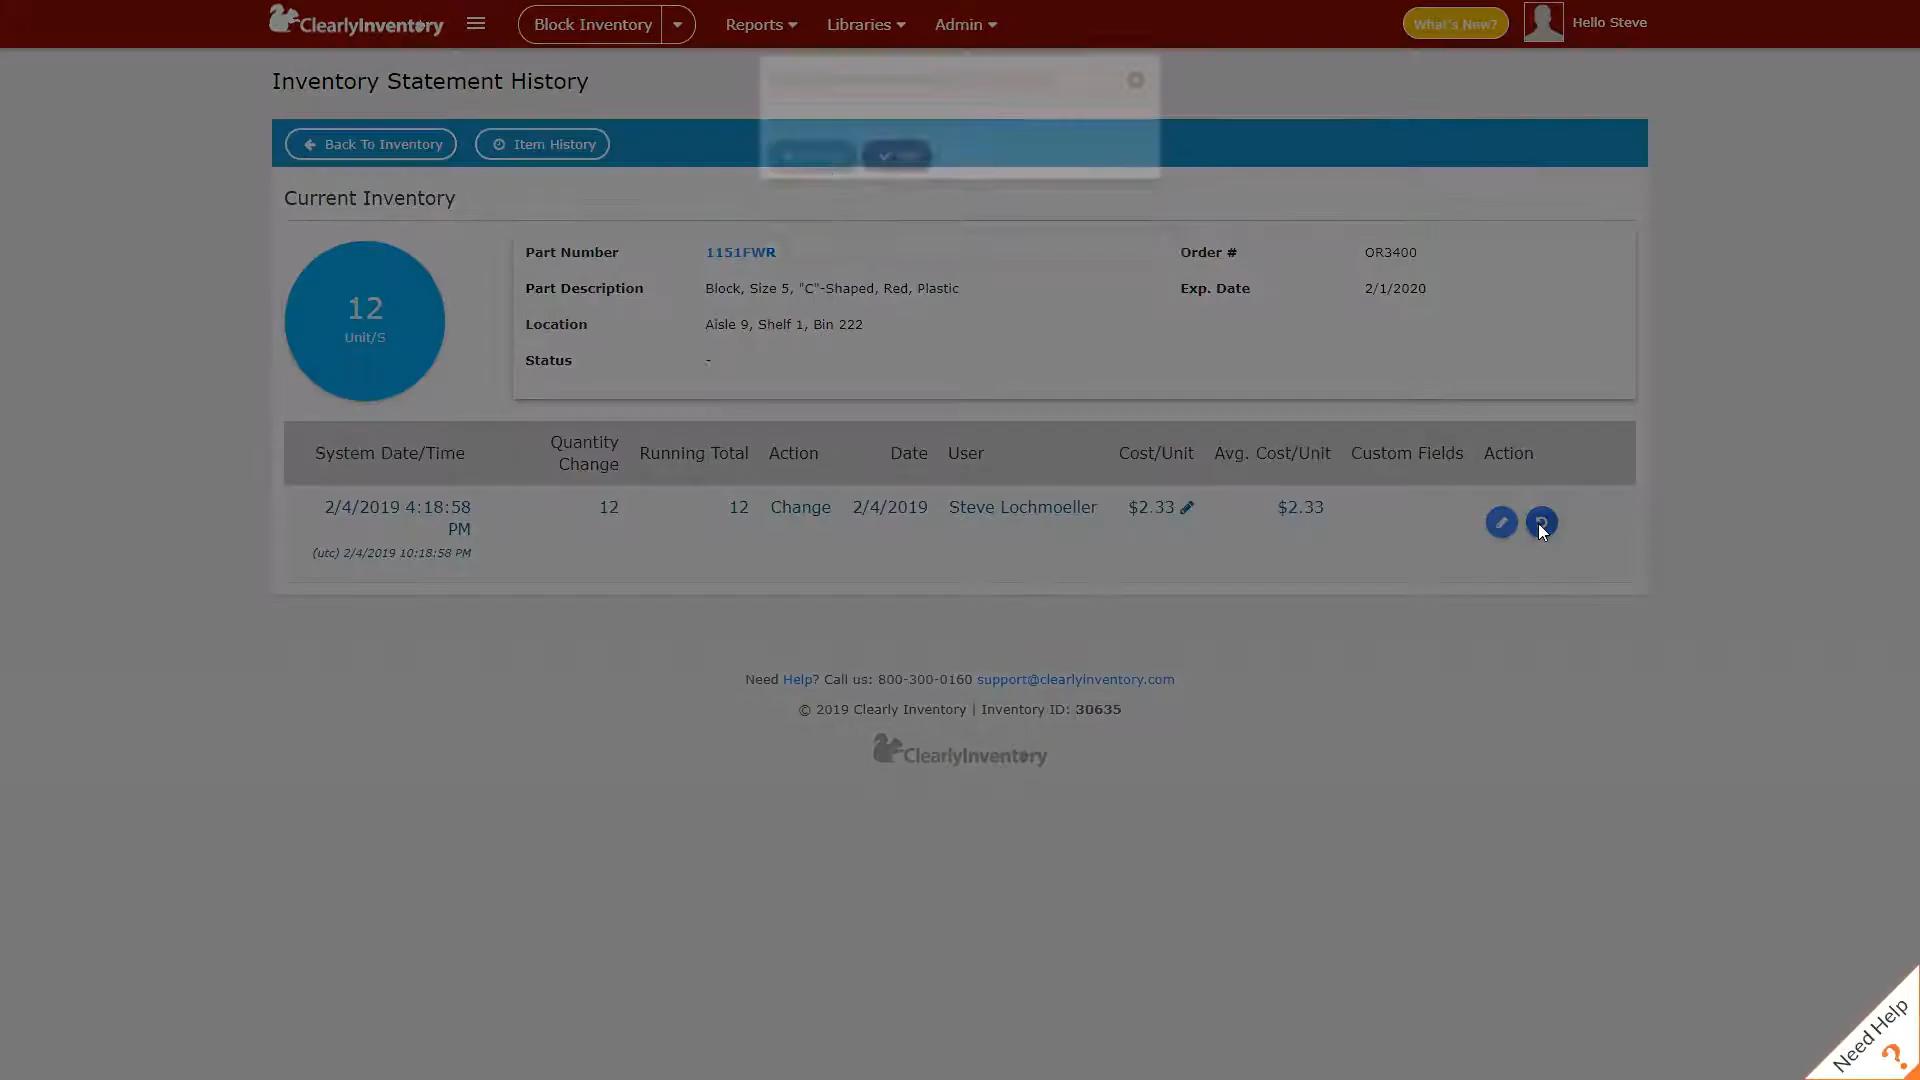 ClearlyInventory
Block Inventory
Reports
Libraries
Admin
What's New?
Hello Steve
Inventory Statement History
Back To Inventory
Item History
Current Inventory
12
Unit/S
Part Number 1151FWR
Order # OR3400
Part Description Block, Size 5, "C"-Shaped, Red, Plastic
Exp. Date 2/1/2020
Location Aisle 9, Shelf 1, Bin 222
Status -
System Date/Time
Quantity
Change
Running Total
Action
Date
User
Cost/Unit
Avg. Cost/Unit
Custom Fields
Action
2/4/2019 4:18:58
PM
(utc) 2/4/2019 10:18:58 PM
12
12
Change
2/4/2019
Steve Lochmoeller
$2.33
$2.33
Need Help? Call us: 800-300-0160 support@clearlyinventory.com
© 2019 Clearly Inventory | Inventory ID: 30635
ClearlyInventory
Need Help
?